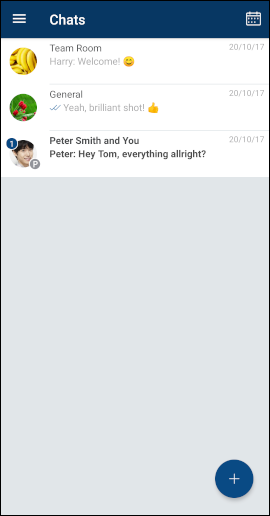 Chats
Team Room 20/10/17
Harry: Welcome! 😊
General 20/10/17
Yeah, brilliant shot! 👍
Peter Smith and You 20/10/17
1
Peter: Hey Tom, everything allright?
P